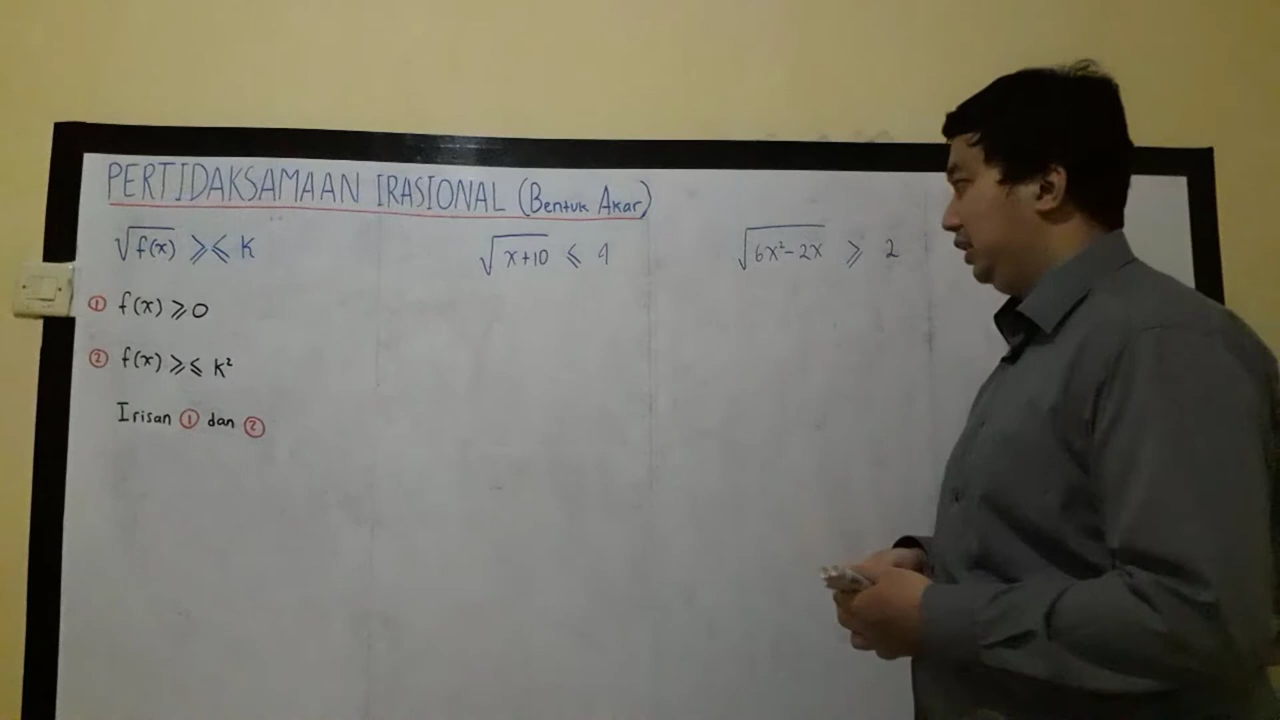 PERTIDAKSAMAAN IRASIONAL (Bentuk Akar)
√f(x) ≥≤ K
① f(x) ≥ 0
② f(x) ≥≤ K²
Irisan ① dan ②
√x+10 ≤ 4
√6x²-2x ≥ 2